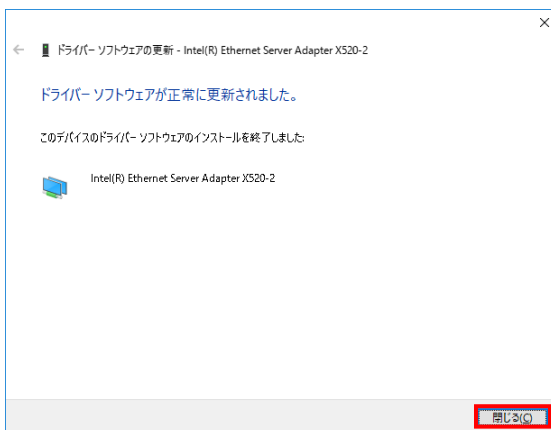 ドライバー ソフトウェアの更新 - Intel(R) Ethernet Server Adapter X520-2
ドライバー ソフトウェアが正常に更新されました。
このデバイスのドライバー ソフトウェアのインストールを終了しました:
Intel(R) Ethernet Server Adapter X520-2
閉じる(C)